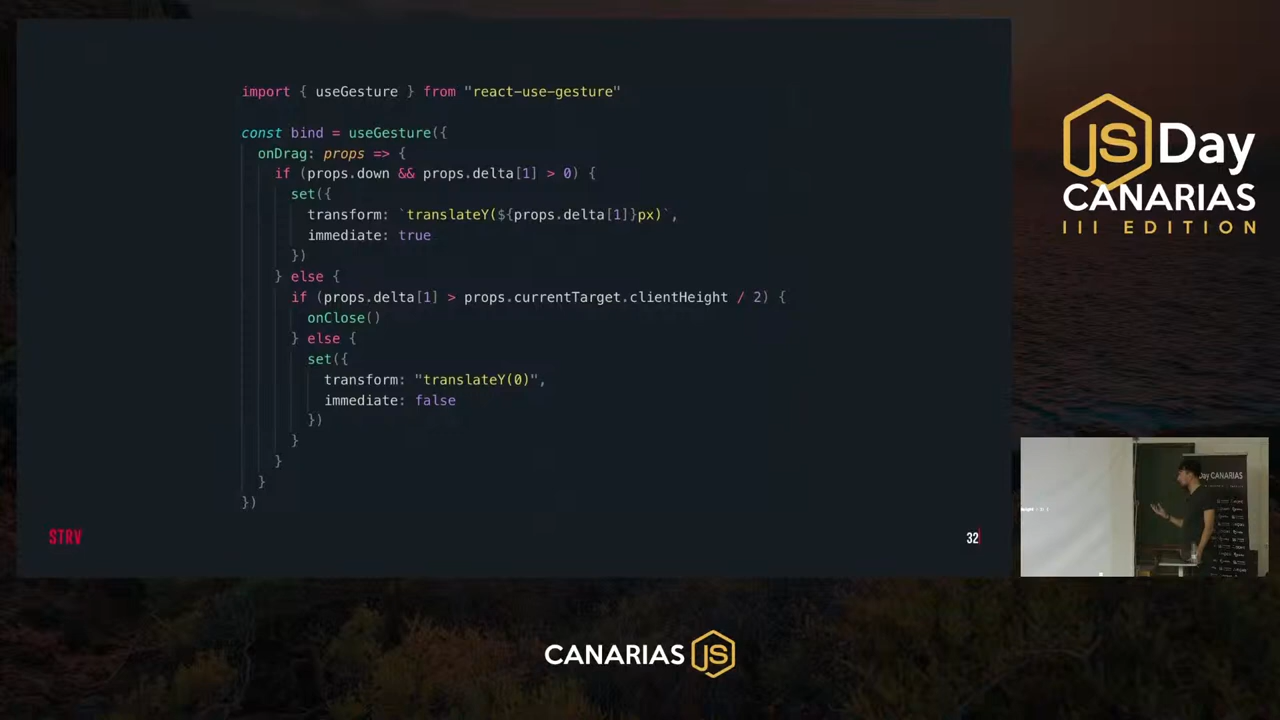 import { useGesture } from "react-use-gesture"
const bind = useGesture({
onDrag: props => {
if (props.down && props.delta[1] > 0) {
set({
transform: `translateY(${props.delta[1]}px)`,
immediate: true
})
} else {
if (props.delta[1] > props.currentTarget.clientHeight / 2) {
onClose()
} else {
set({
transform: "translateY(0)",
immediate: false
})
}
}
}
})
STRV
32
JS Day
CANARIAS
III EDITION
Day CANARIAS
CANARIAS JS